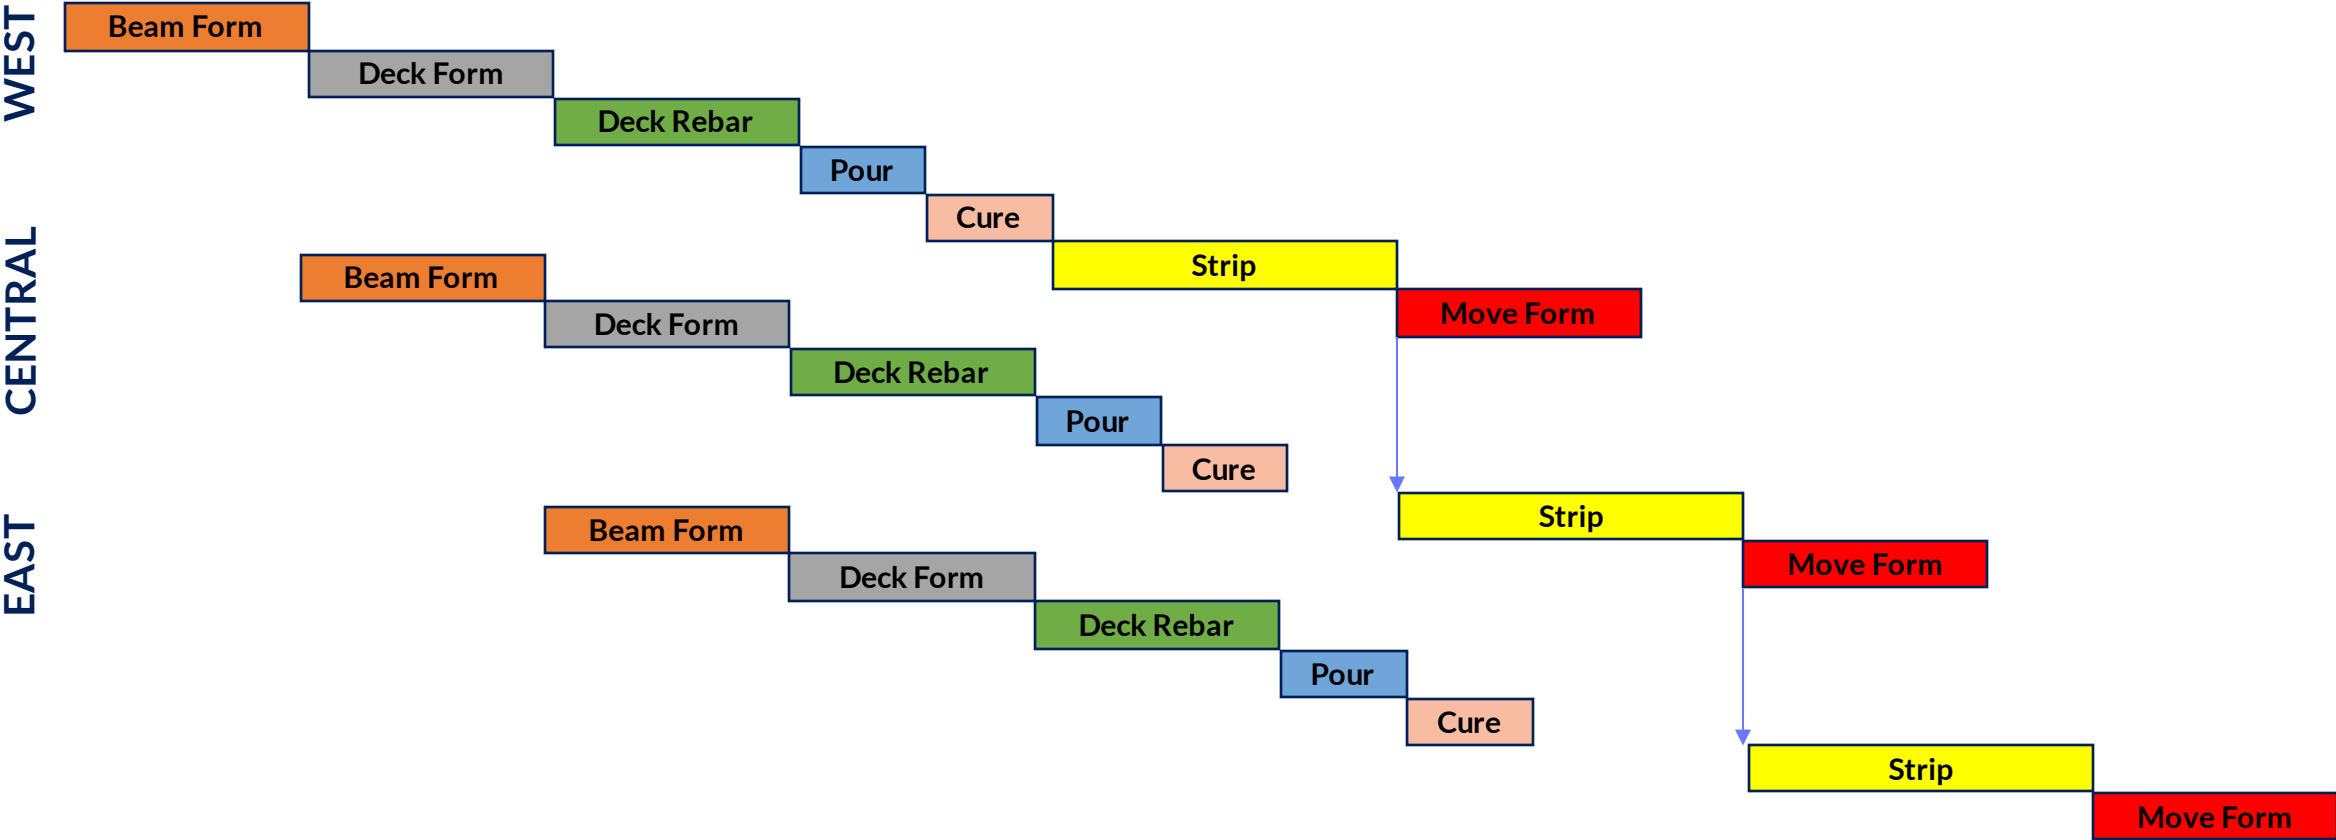 WEST
Beam Form
Deck Form
Deck Rebar
Pour
Cure
Strip
Move Form
CENTRAL
Beam Form
Deck Form
Deck Rebar
Pour
Cure
Strip
Move Form
EAST
Beam Form
Deck Form
Deck Rebar
Pour
Cure
Strip
Move Form